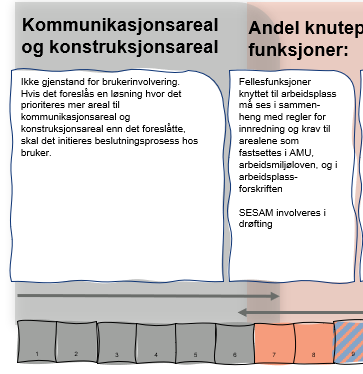 Kommunikasjonsareal
og konstruksjonsareal
Ikke gjenstand for brukerinvolvering.
Hvis det foreslås en løsning hvor det
prioriteres mer areal til
kommunikasjonsareal og
konstruksjonsareal enn det foreslåtte,
skal det initieres beslutningsprosess hos
bruker.
Andel knutep
funksjoner:
Fellesfunksjoner
knyttet til arbeidsplass
må ses i sammen-
heng med regler for
innredning og krav til
arealene som
fastsettes i AMU,
arbeidsmiljøloven, og i
arbeidsplass-
forskriften
SESAM involveres i
drøfting
1 2 3 4 5 6 7 8 9